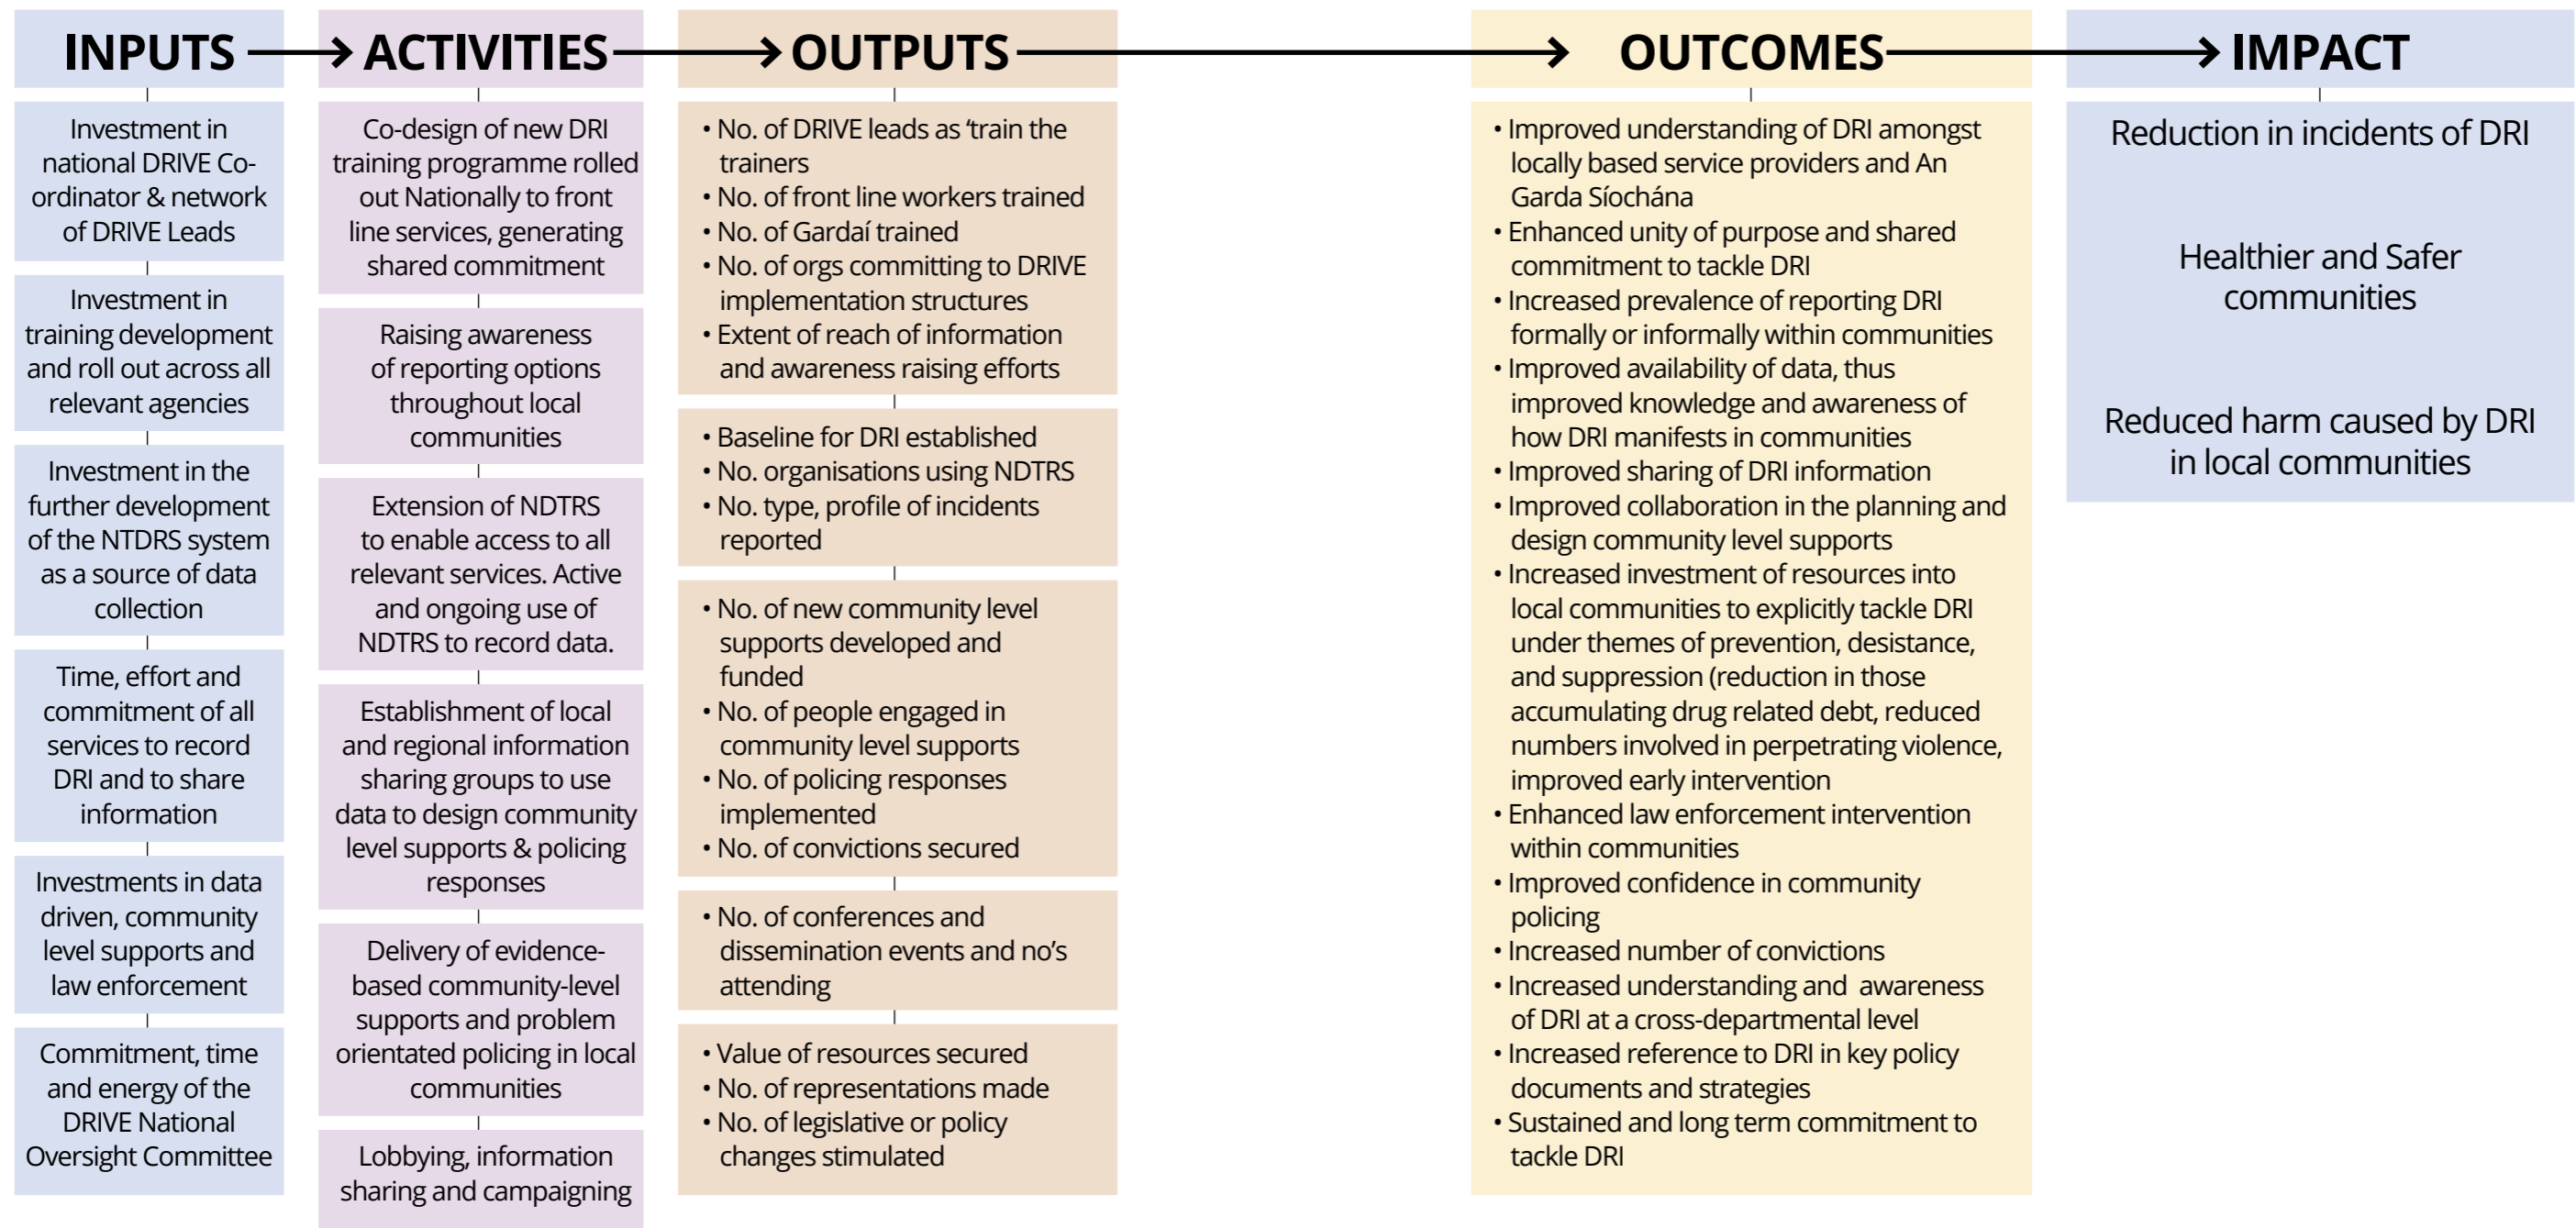 INPUTS
Investment in
national DRIVE Co-
ordinator & network
of DRIVE Leads
Investment in
training development
and roll out across all
relevant agencies
Investment in the
further development
of the NTDRS system
as a source of data
collection
Time, effort and
commitment of all
services to record
DRI and to share
information
Investments in data
driven, community
level supports and
law enforcement
Commitment, time
and energy of the
DRIVE National
Oversight Committee
ACTIVITIES
Co-design of new DRI
training programme rolled
out Nationally to front
line services, generating
shared commitment
Raising awareness
of reporting options
throughout local
communities
Extension of NDTRS
to enable access to all
relevant services. Active
and ongoing use of
NDTRS to record data.
Establishment of local
and regional information
sharing groups to use
data to design community
level supports & policing
responses
Delivery of evidence-
based community-level
supports and problem
orientated policing in local
communities
Lobbying, information
sharing and campaigning
OUTPUTS
• No. of DRIVE leads as ‘train the
trainers
• No. of front line workers trained
• No. of Gardaí trained
• No. of orgs committing to DRIVE
implementation structures
• Extent of reach of information
and awareness raising efforts
• Baseline for DRI established
• No. organisations using NDTRS
• No. type, profile of incidents
reported
• No. of new community level
supports developed and
funded
• No. of people engaged in
community level supports
• No. of policing responses
implemented
• No. of convictions secured
• No. of conferences and
dissemination events and no’s
attending
• Value of resources secured
• No. of representations made
• No. of legislative or policy
changes stimulated
OUTCOMES
• Improved understanding of DRI amongst
locally based service providers and An
Garda Síochána
• Enhanced unity of purpose and shared
commitment to tackle DRI
• Increased prevalence of reporting DRI
formally or informally within communities
• Improved availability of data, thus
improved knowledge and awareness of
how DRI manifests in communities
• Improved sharing of DRI information
• Improved collaboration in the planning and
design community level supports
• Increased investment of resources into
local communities to explicitly tackle DRI
under themes of prevention, desistance,
and suppression (reduction in those
accumulating drug related debt, reduced
numbers involved in perpetrating violence,
improved early intervention
• Enhanced law enforcement intervention
within communities
• Improved confidence in community
policing
• Increased number of convictions
• Increased understanding and awareness
of DRI at a cross-departmental level
• Increased reference to DRI in key policy
documents and strategies
• Sustained and long term commitment to
tackle DRI
IMPACT
Reduction in incidents of DRI
Healthier and Safer
communities
Reduced harm caused by DRI
in local communities